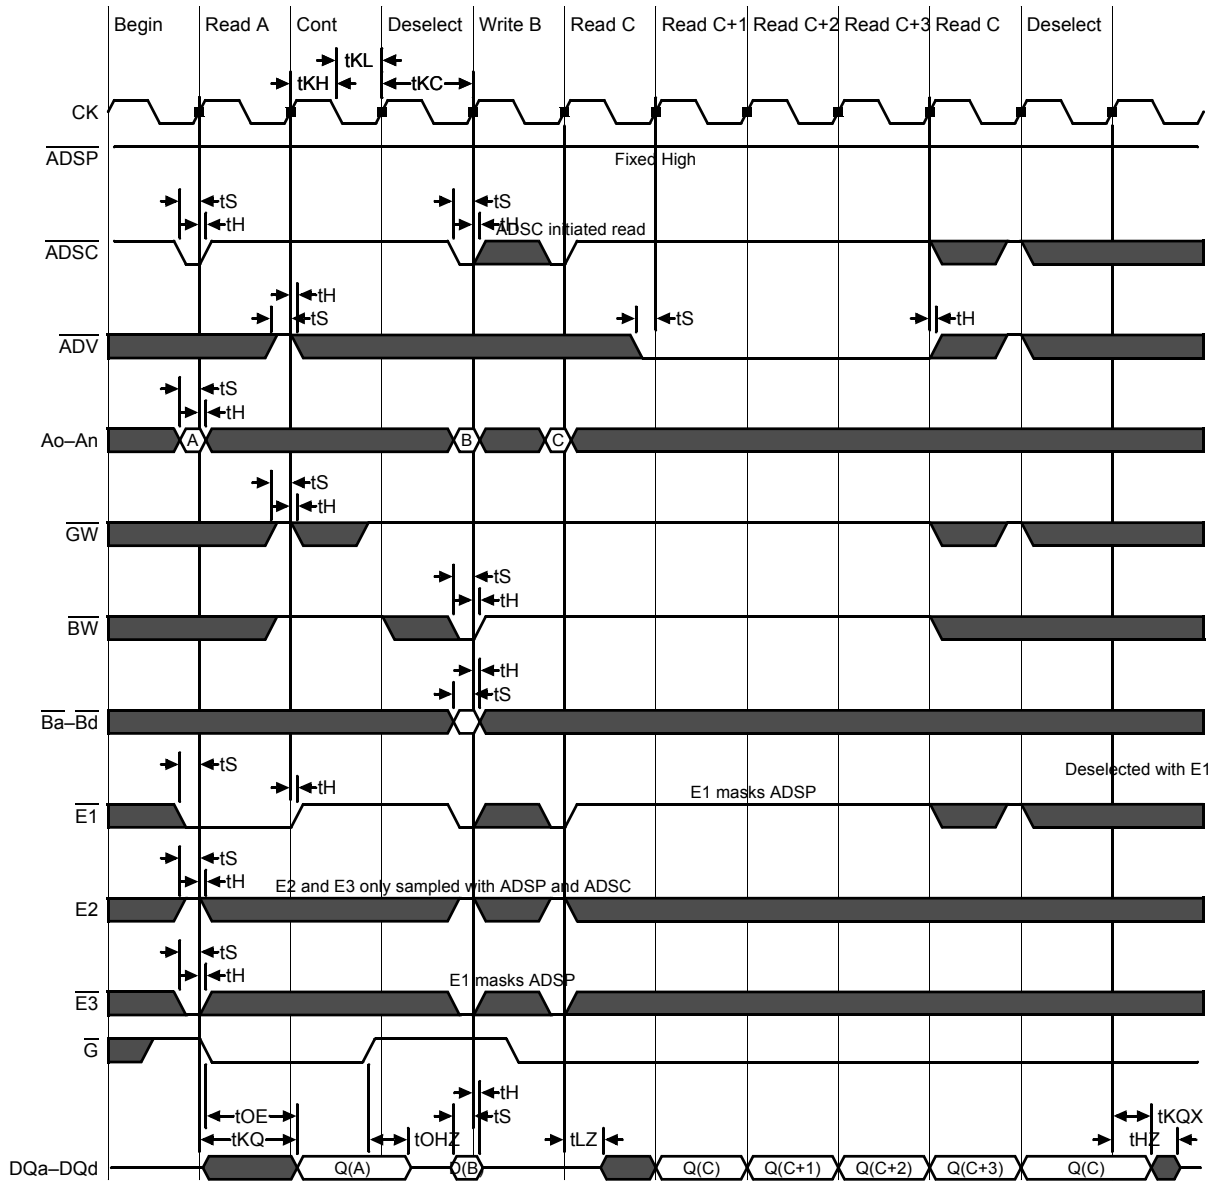 Begin Read A Cont Deselect Write B Read C Read C+1 Read C+2 Read C+3 Read C Deselect
tKL
tKH tKC
CK
ADSP
Fixed High
tS tS
tH tH
ADSC initiated read
ADSC
tH
tS tS tH
ADV
tS
tH
Ao–An A B C
tS
tH
GW
tS
tH
BW
tH
tS
Ba–Bd
tS
Deselected with E1
tH
E1 masks ADSP
E1
tS
tH
E2 and E3 only sampled with ADSP and ADSC
E2
tS
tH
E1 masks ADSP
E3
G
tH
tOE tS tKQX
tKQ tOHZ tLZ tHZ
DQa–DQd Q(A) D(B) Q(C) Q(C+1) Q(C+2) Q(C+3) Q(C)